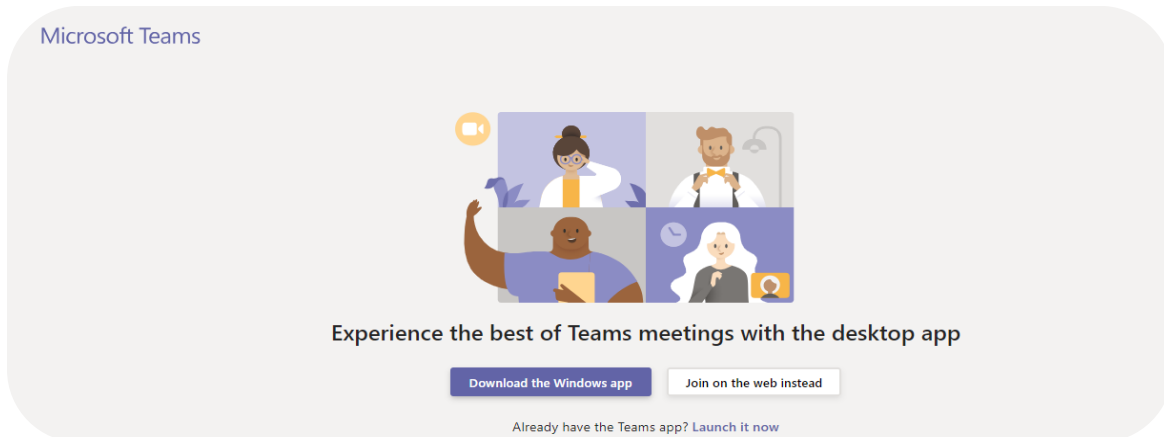 Microsoft Teams
Experience the best of Teams meetings with the desktop app
Download the Windows app
Join on the web instead
Already have the Teams app? Launch it now